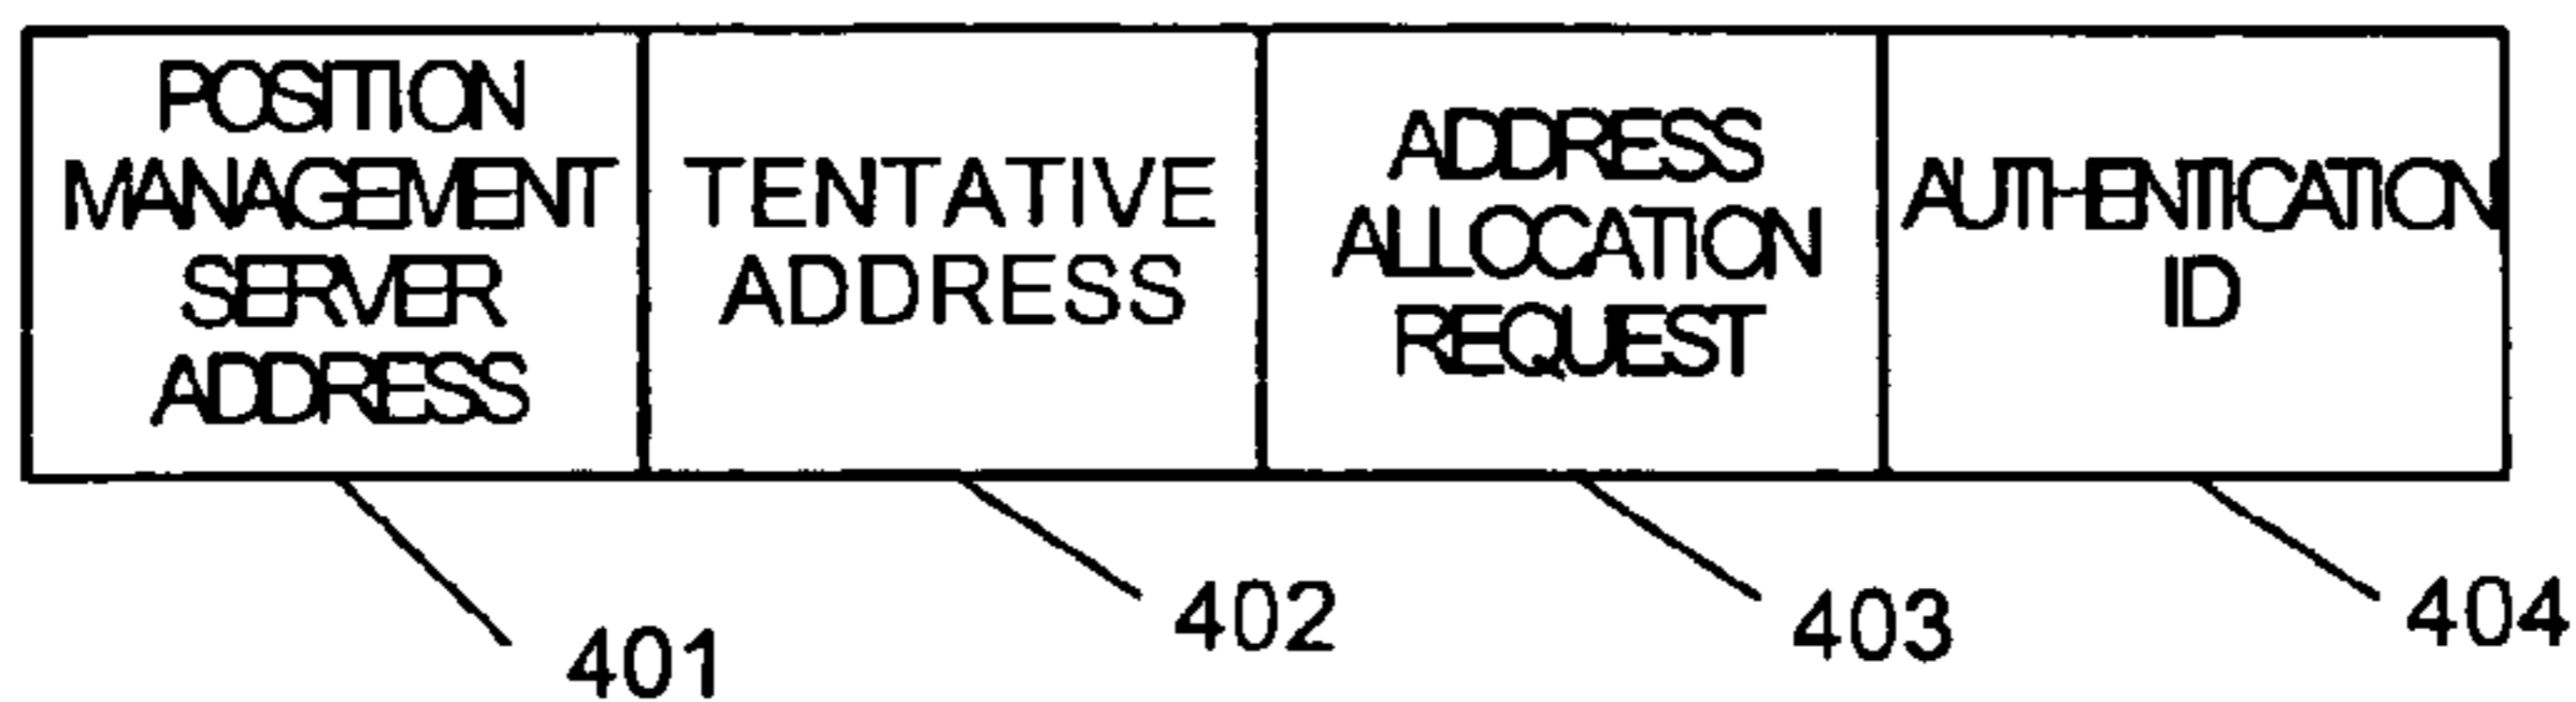 POSITION
MANAGEMENT
SERVER
ADDRESS
TENTATIVE
ADDRESS
ADDRESS
ALLOCATION
REQUEST
AUTHENTICATION
ID
401
402
403
404